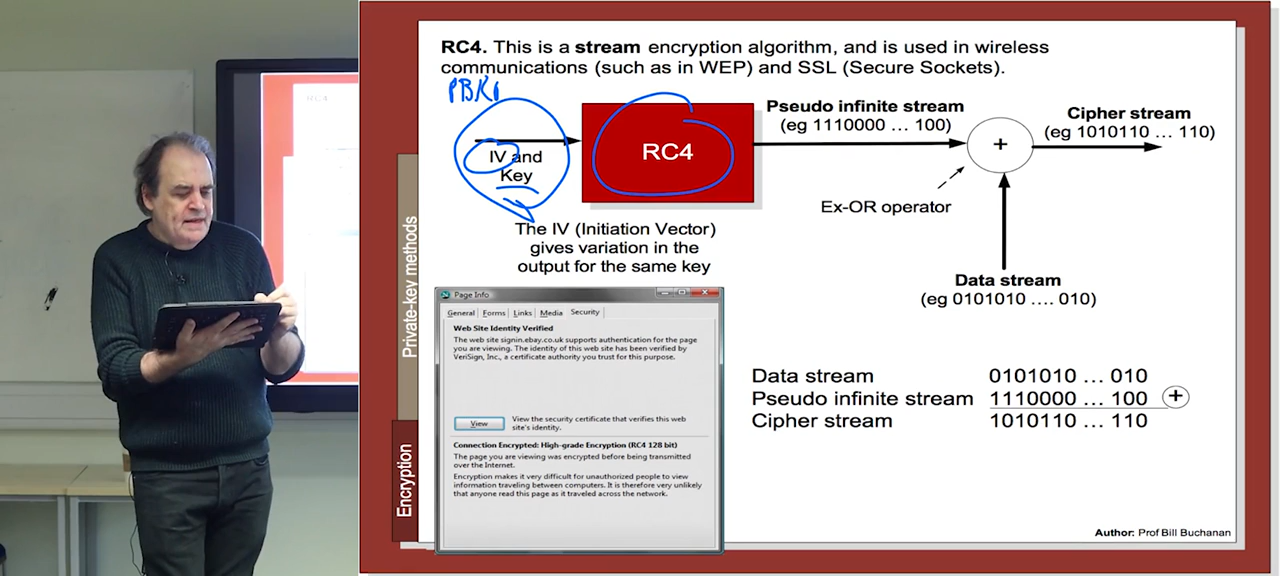 RC4. This is a stream encryption algorithm, and is used in wireless
communications (such as in WEP) and SSL (Secure Sockets).
IV and
Key
RC4
Pseudo infinite stream
(eg 1110000 ... 100)
+
Cipher stream
(eg 1010110 ... 110)
Ex-OR operator
The IV (Initiation Vector)
gives variation in the
output for the same key
Data stream
(eg 0101010 .... 010)
Private-key methods
Encryption
Page Info
General Forms Links Media Security
Web Site Identity Verified
The web site signin.ebay.co.uk supports authentication for the page
you are viewing. The identity of this web site has been verified by
VeriSign, Inc., a certificate authority you trust for this purpose.
View
View the security certificate that verifies this web
site's identity.
Connection Encrypted: High-grade Encryption (RC4 128 bit)
The page you are viewing was encrypted before being transmitted
over the Internet.
Encryption makes it very difficult for unauthorized people to view
information traveling between computers. It is therefore very unlikely
that anyone read this page as it traveled across the network.
Data stream 0101010 ... 010
Pseudo infinite stream 1110000 ... 100 +
Cipher stream 1010110 ... 110
Author: Prof Bill Buchanan
RC4